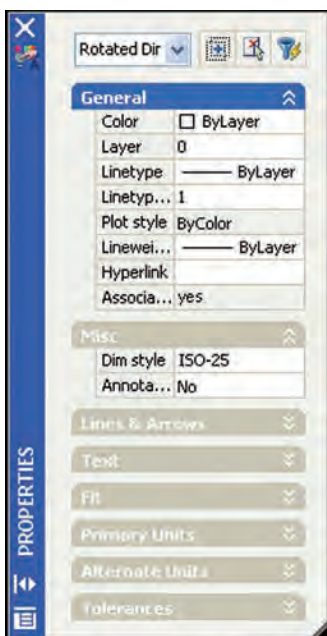 Rotated Dir
General
Color ByLayer
Layer 0
Linetype ByLayer
Linetyp... 1
Plot style ByColor
Linewei... ByLayer
Hyperlink
Associa... yes
Misc
Dim style ISO-25
Annota... No
Lines & Arrows
Text
Fit
Primary Units
Alternate Units
Tolerances
PROPERTIES